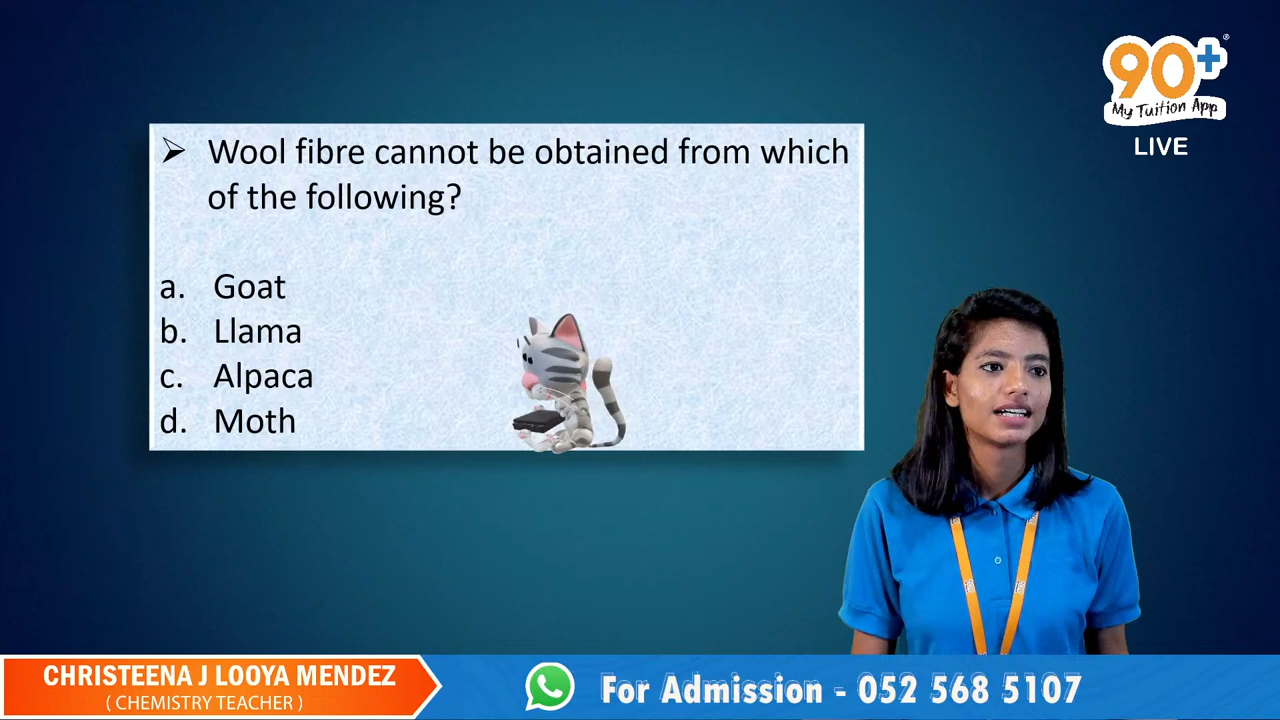 90+
My Tuition App
LIVE
➢ Wool fibre cannot be obtained from which
of the following?
a. Goat
b. Llama
c. Alpaca
d. Moth
CHRISTEENA J LOOYA MENDEZ
( CHEMISTRY TEACHER )
For Admission - 052 568 5107